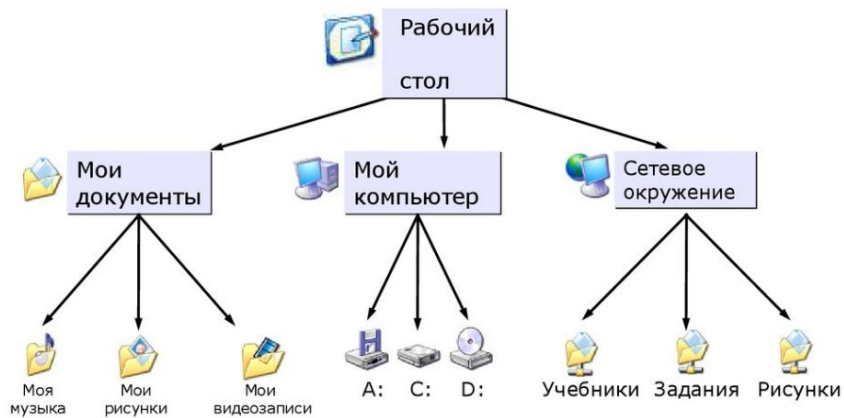 Рабочий
стол
Мои
документы
Мой
компьютер
Сетевое
окружение
Моя
музыка
Мои
рисунки
Мои
видеозаписи
A:
C:
D:
Учебники
Задания
Рисунки